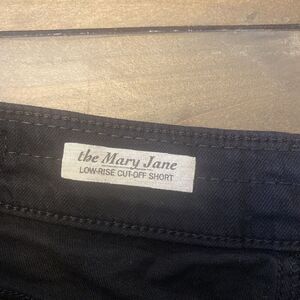 the Mary Jane
LOW-RISE CUT-OFF SHORT